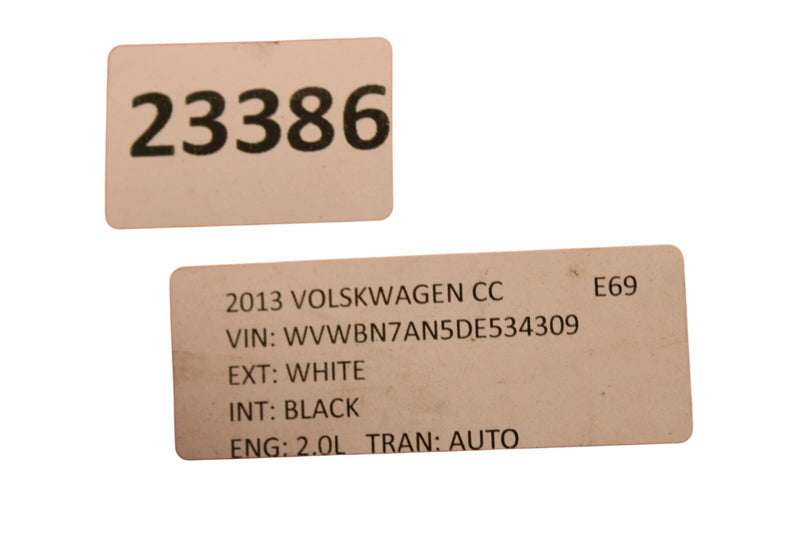 23386
2013 VOLSKWAGEN CC E69
VIN: WVWBN7AN5DE534309
EXT: WHITE
INT: BLACK
ENG: 2.0L TRAN: AUTO